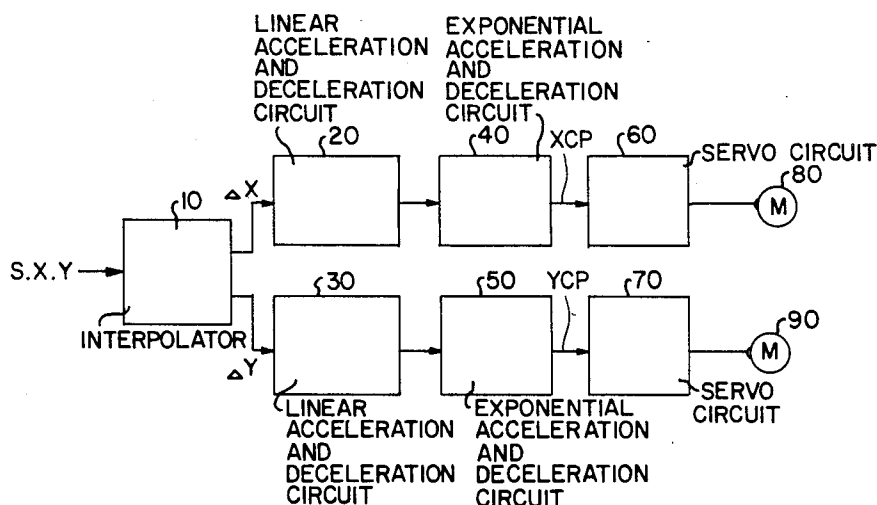 LINEAR
ACCELERATION
AND
DECELERATION
CIRCUIT
EXPONENTIAL
ACCELERATION
AND
DECELERATION
CIRCUIT
20
40
XCP
60
SERVO CIRCUIT
80
M
ΔX
10
S.X.Y
INTERPOLATOR
ΔY
30
50
YCP
70
90
M
LINEAR
ACCELERATION
AND
DECELERATION
CIRCUIT
EXPONENTIAL
ACCELERATION
AND
DECELERATION
CIRCUIT
SERVO
CIRCUIT